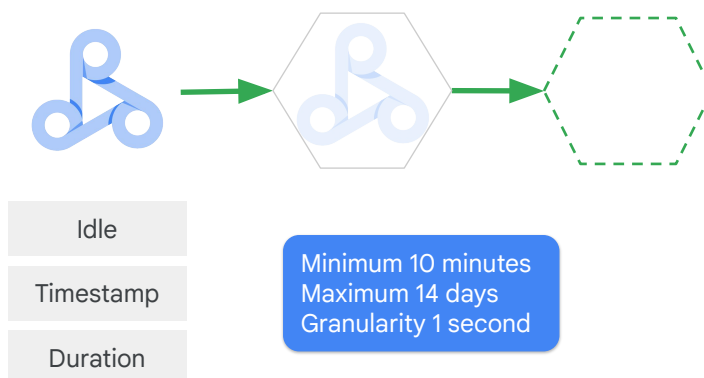 Idle
Timestamp
Duration
Minimum 10 minutes
Maximum 14 days
Granularity 1 second